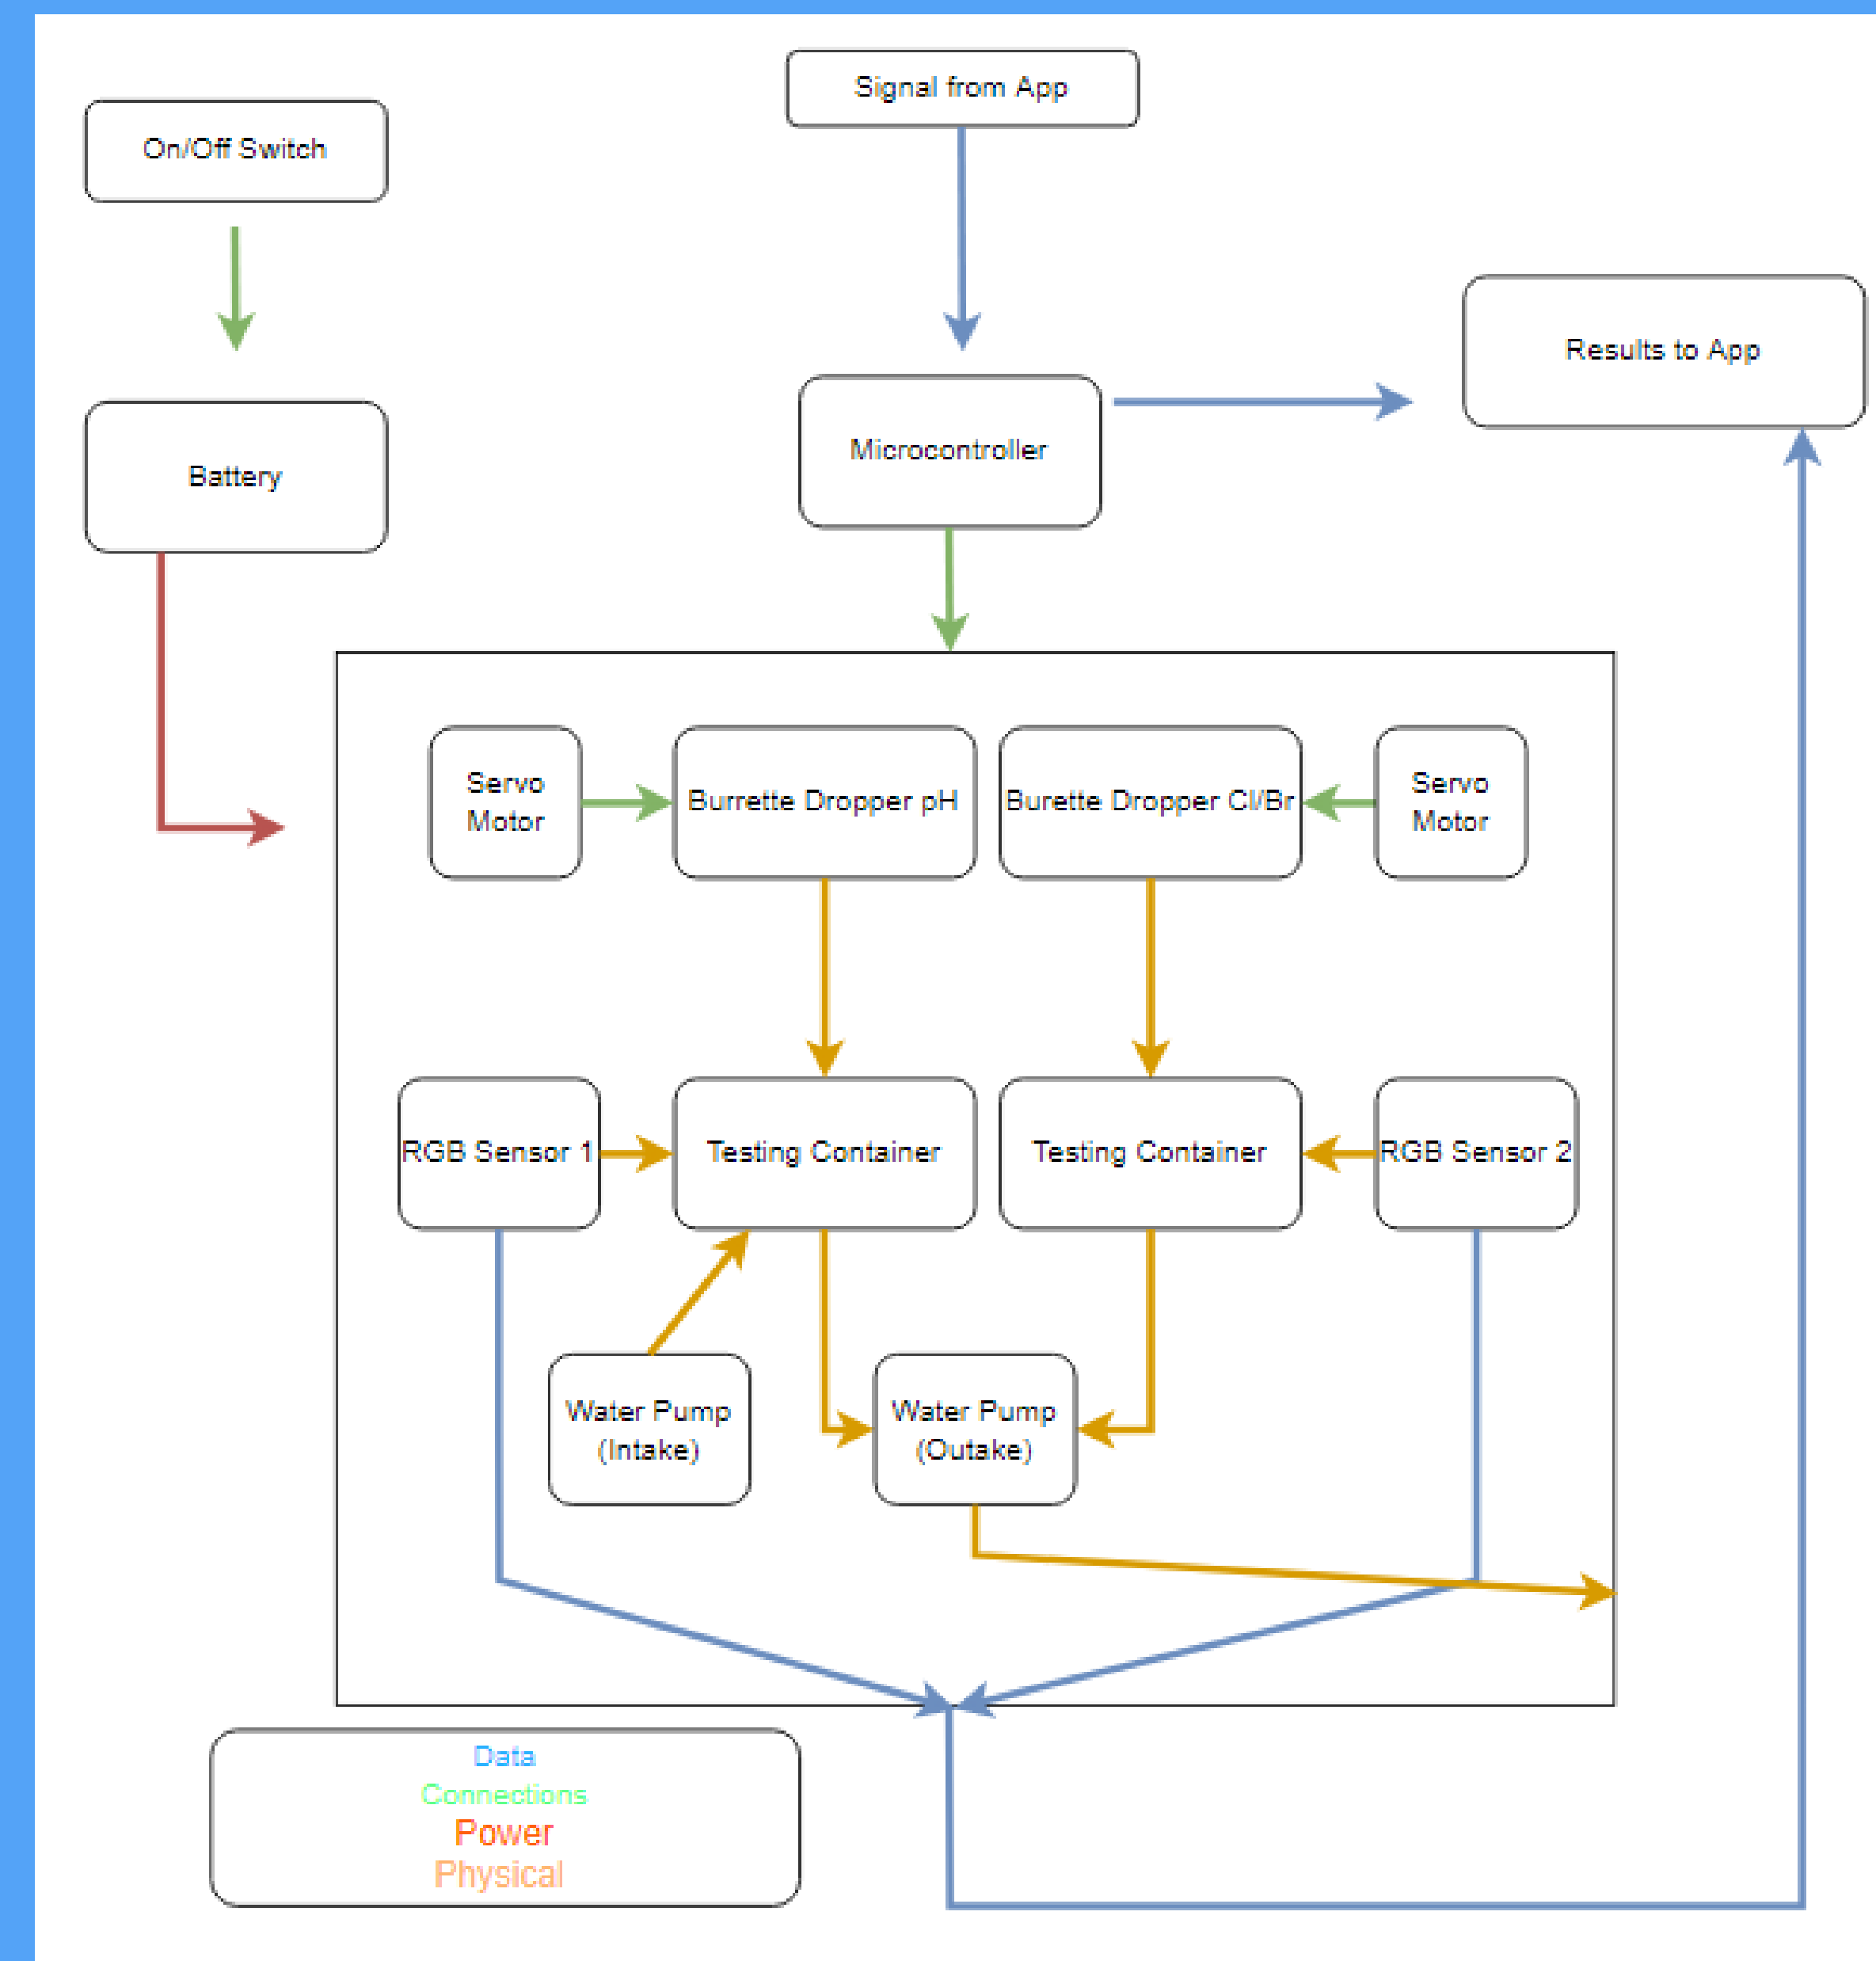 Signal from App
On/Off Switch
Results to App
Microcontroller
Battery
Servo
Motor
Burrette Dropper pH
Burette Dropper Cl/Br
Servo
Motor
RGB Sensor 1
Testing Container
Testing Container
RGB Sensor 2
Water Pump
(Intake)
Water Pump
(Outake)
Data
Connections
Power
Physical